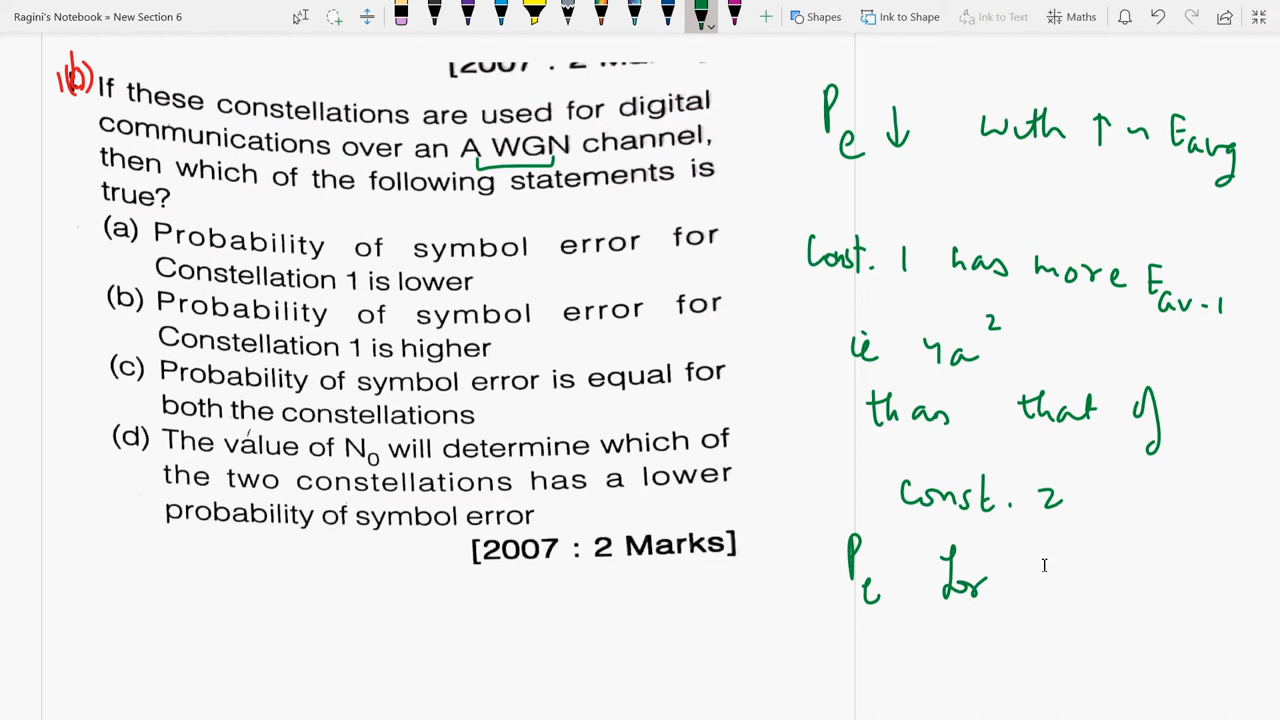 Ragini's Notebook » New Section 6
Shapes
Ink to Shape
Ink to Text
Maths
[2007 : 2
1(b)
If these constellations are used for digital
communications over an A WGN channel,
then which of the following statements is
true?
(a) Probability of symbol error for
Constellation 1 is lower
(b) Probability of symbol error for
Constellation 1 is higher
(c) Probability of symbol error is equal for
both the constellations
(d) The value of N0 will determine which of
the two constellations has a lower
probability of symbol error
[2007 : 2 Marks]
Pe ↓ with ↑ n Eavg
Const. 1 has more Eav-1
ie 4a²
than that of
const. 2
Pe for